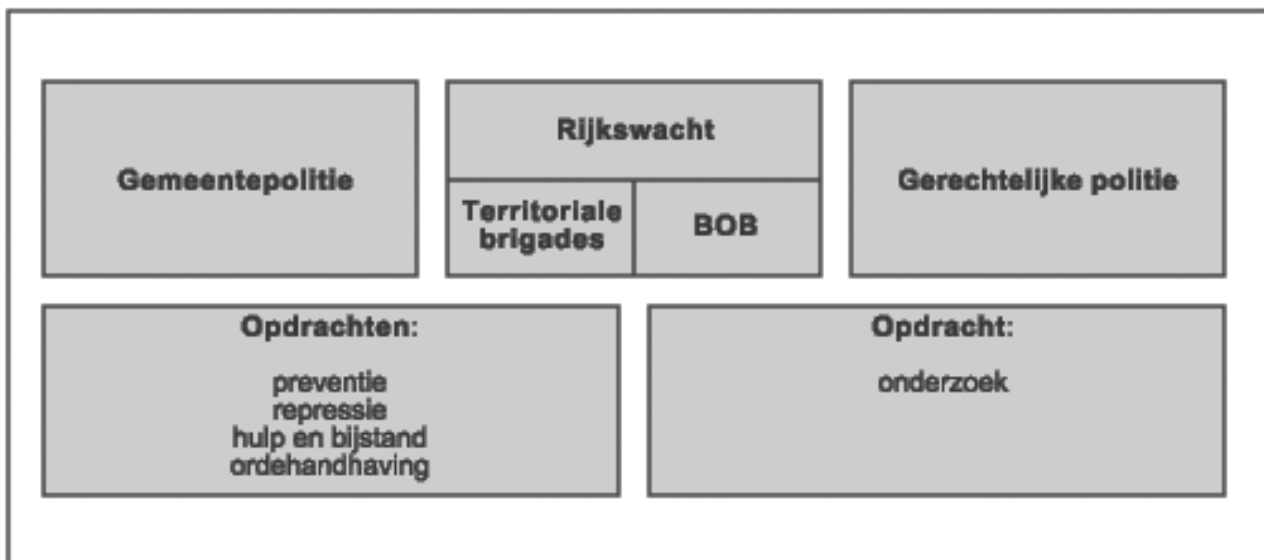 Gemeentepolitie
Rijkswacht
Territoriale
brigades
BOB
Gerechtelijke politie
Opdrachten:
preventie
repressie
hulp en bijstand
ordehandhaving
Opdracht:
onderzoek